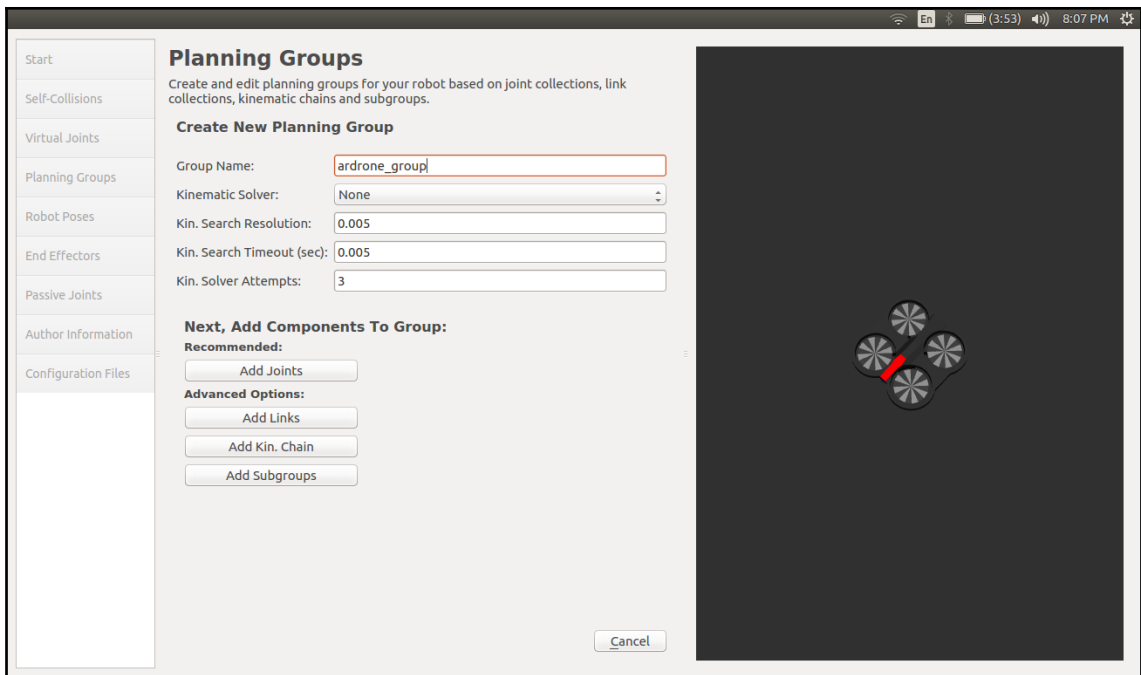 En (3:53) 8:07 PM
Start
Self-Collisions
Virtual Joints
Planning Groups
Robot Poses
End Effectors
Passive Joints
Author Information
Configuration Files
Planning Groups
Create and edit planning groups for your robot based on joint collections, link
collections, kinematic chains and subgroups.
Create New Planning Group
Group Name: ardrone_group
Kinematic Solver: None
Kin. Search Resolution: 0.005
Kin. Search Timeout (sec): 0.005
Kin. Solver Attempts: 3
Next, Add Components To Group:
Recommended:
Add Joints
Advanced Options:
Add Links
Add Kin. Chain
Add Subgroups
Cancel